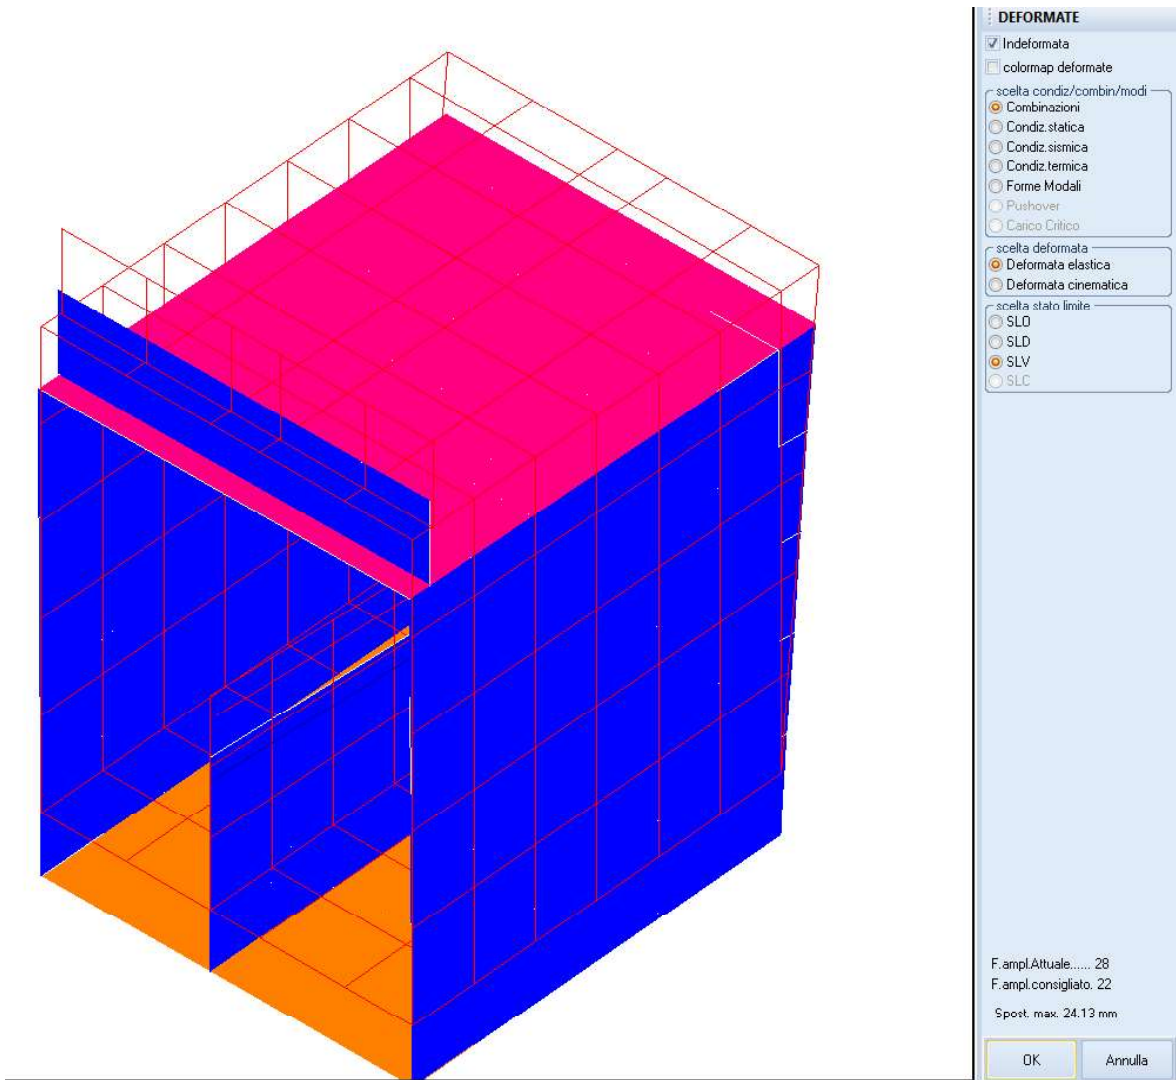 DEFORMATE
Indeformata
colormap deformate
scelta condiz/combin/modi
Combinazioni
Condiz.statica
Condiz.sismica
Condiz.termica
Forme Modali
Pushover
Carico Critico
scelta deformata
Deformata elastica
Deformata cinematica
scelta stato limite
SLO
SLD
SLV
SLC
F.ampl.Attuale...... 28
F.ampl.consigliato. 22
Spost. max. 24.13 mm
OK Annulla